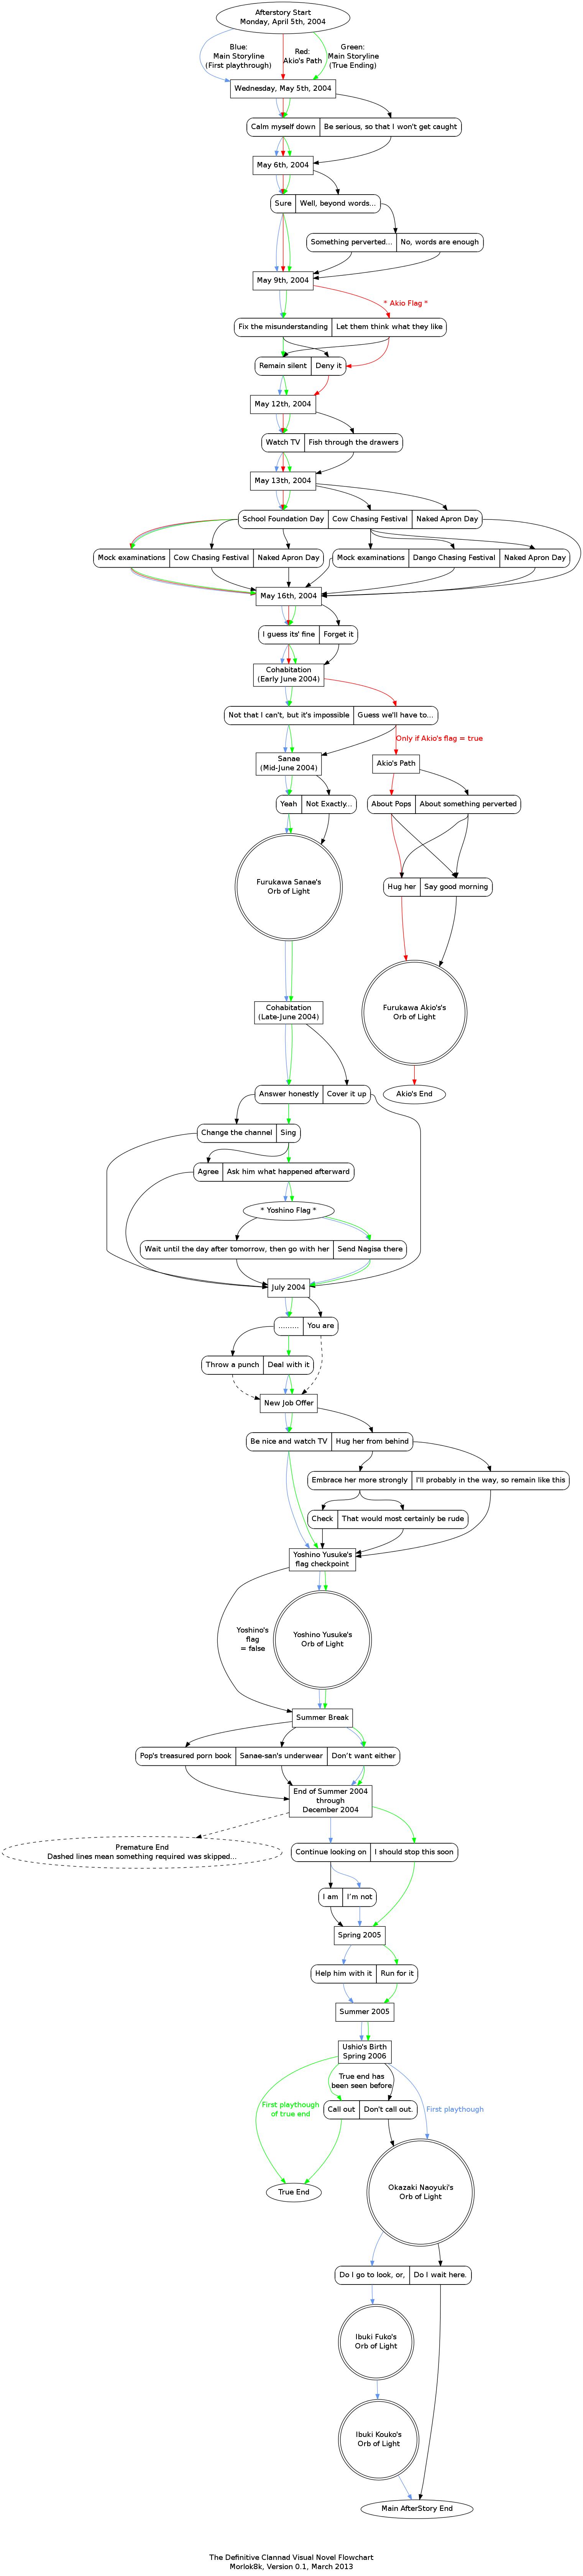 Afterstory Start
Monday, April 5th, 2004
Blue:
Main Storyline
(First playthrough)
Red:
Akio's Path
Green:
Main Storyline
(True Ending)
Wednesday, May 5th, 2004
Calm myself down
Be serious, so that I won't get caught
May 6th, 2004
Sure
Well, beyond words...
Something perverted...
No, words are enough
May 9th, 2004
* Akio Flag *
Fix the misunderstanding
Let them think what they like
Remain silent
Deny it
May 12th, 2004
Watch TV
Fish through the drawers
May 13th, 2004
School Foundation Day
Cow Chasing Festival
Naked Apron Day
Mock examinations
Cow Chasing Festival
Naked Apron Day
Mock examinations
Dango Chasing Festival
Naked Apron Day
May 16th, 2004
I guess its' fine
Forget it
Cohabitation
(Early June 2004)
Not that I can't, but it's impossible
Guess we'll have to...
Only if Akio's flag = true
Sanae
(Mid-June 2004)
Akio's Path
Yeah
Not Exactly...
About Pops
About something perverted
Furukawa Sanae's
Orb of Light
Hug her
Say good morning
Furukawa Akio's's
Orb of Light
Cohabitation
(Late-June 2004)
Akio's End
Answer honestly
Cover it up
Change the channel
Sing
Agree
Ask him what happened afterward
* Yoshino Flag *
Wait until the day after tomorrow, then go with her
Send Nagisa there
July 2004
.........
You are
Throw a punch
Deal with it
New Job Offer
Be nice and watch TV
Hug her from behind
Embrace her more strongly
I'll probably in the way, so remain like this
Check
That would most certainly be rude
Yoshino Yusuke's
flag checkpoint
Yoshino's
flag
= false
Yoshino Yusuke's
Orb of Light
Summer Break
Pop's treasured porn book
Sanae-san's underwear
Don't want either
End of Summer 2004
through
December 2004
Premature End
Dashed lines mean something required was skipped...
Continue looking on
I should stop this soon
I am
I'm not
Spring 2005
Help him with it
Run for it
Summer 2005
Ushio's Birth
Spring 2006
True end has
been seen before
First playthough
of true end
Call out
Don't call out.
First playthough
True End
Okazaki Naoyuki's
Orb of Light
Do I go to look, or,
Do I wait here.
Ibuki Fuko's
Orb of Light
Ibuki Kouko's
Orb of Light
Main AfterStory End
The Definitive Clannad Visual Novel Flowchart
Morlok8k, Version 0.1, March 2013